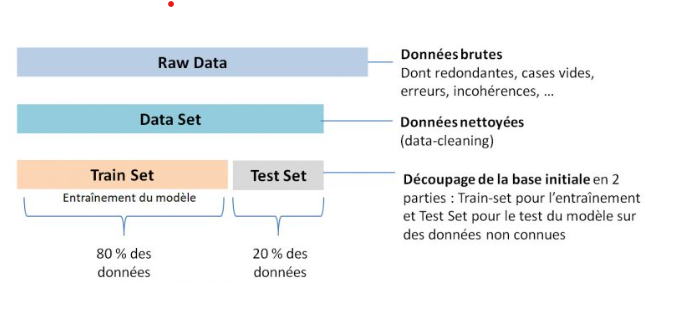 Raw Data
Données brutes
Dont redondantes, cases vides,
erreurs, incohérences, ...
Data Set
Données nettoyées
(data-cleaning)
Train Set
Test Set
Entraînement du modèle
Découpage de la base initiale en 2
parties : Train-set pour l'entraînement
et Test Set pour le test du modèle sur
des données non connues
80 % des
données
20 % des
données